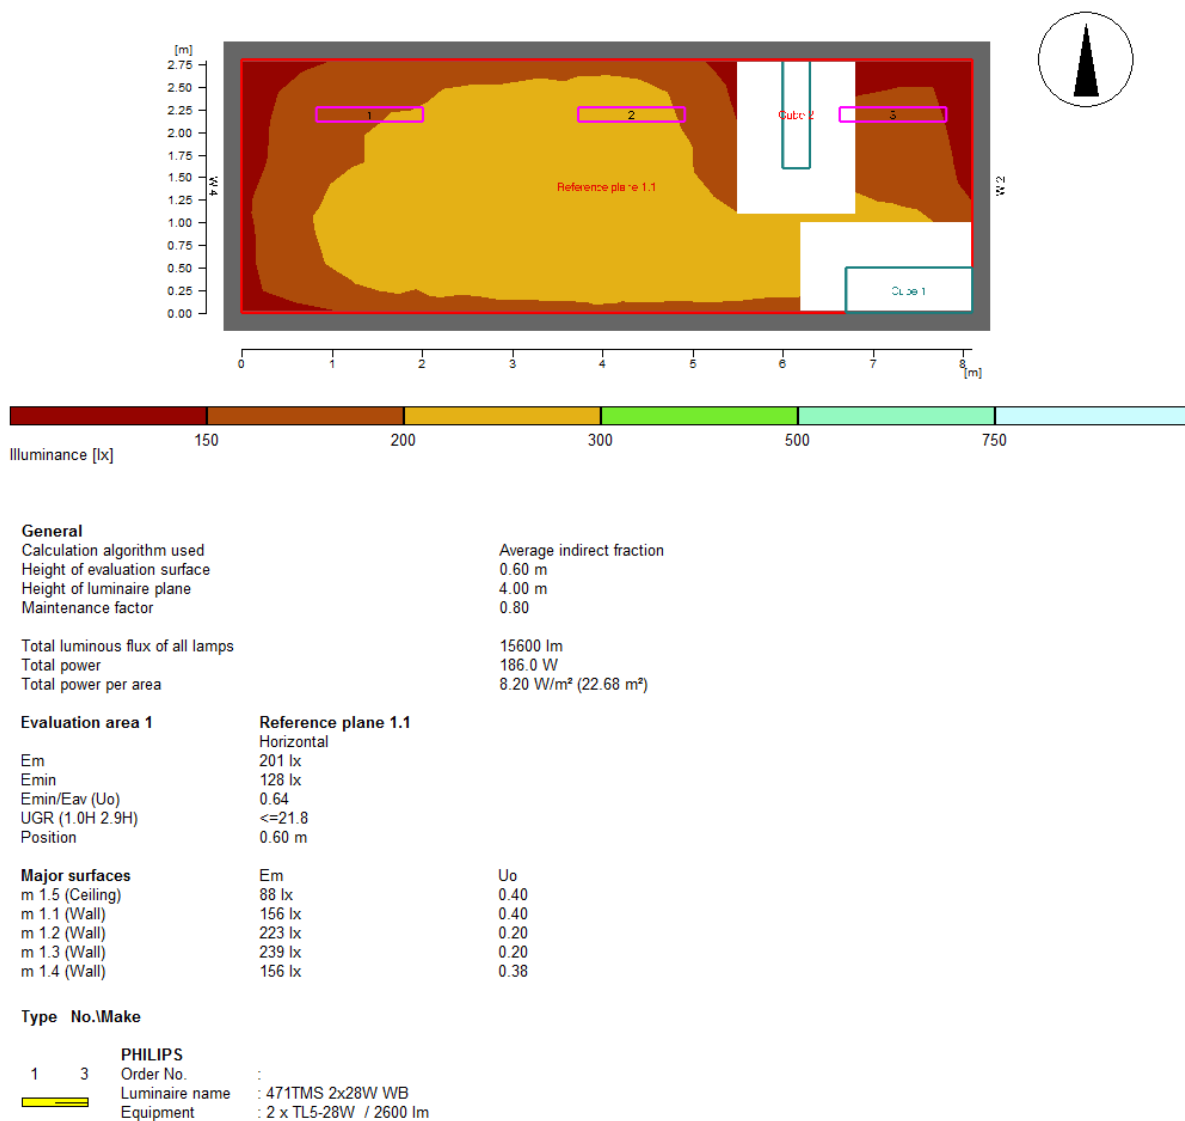 [m]
2.75
2.50
2.25
2.00
1.75
1.50
1.25
1.00
0.75
0.50
0.25
0.00
W 4
1
2
Cube 2
3
Reference plane 1.1
W 2
Cube 1
0 1 2 3 4 5 6 7 8
[m]
150 200 300 500 750
Illuminance [lx]
General
Calculation algorithm used Average indirect fraction
Height of evaluation surface 0.60 m
Height of luminaire plane 4.00 m
Maintenance factor 0.80
Total luminous flux of all lamps 15600 lm
Total power 186.0 W
Total power per area 8.20 W/m² (22.68 m²)
Evaluation area 1 Reference plane 1.1
Horizontal
Em 201 lx
Emin 128 lx
Emin/Eav (Uo) 0.64
UGR (1.0H 2.9H) <=21.8
Position 0.60 m
Major surfaces Em Uo
m 1.5 (Ceiling) 88 lx 0.40
m 1.1 (Wall) 156 lx 0.40
m 1.2 (Wall) 223 lx 0.20
m 1.3 (Wall) 239 lx 0.20
m 1.4 (Wall) 156 lx 0.38
Type No.\Make
PHILIPS
1 3 Order No. :
Luminaire name : 471TMS 2x28W WB
Equipment : 2 x TL5-28W / 2600 lm